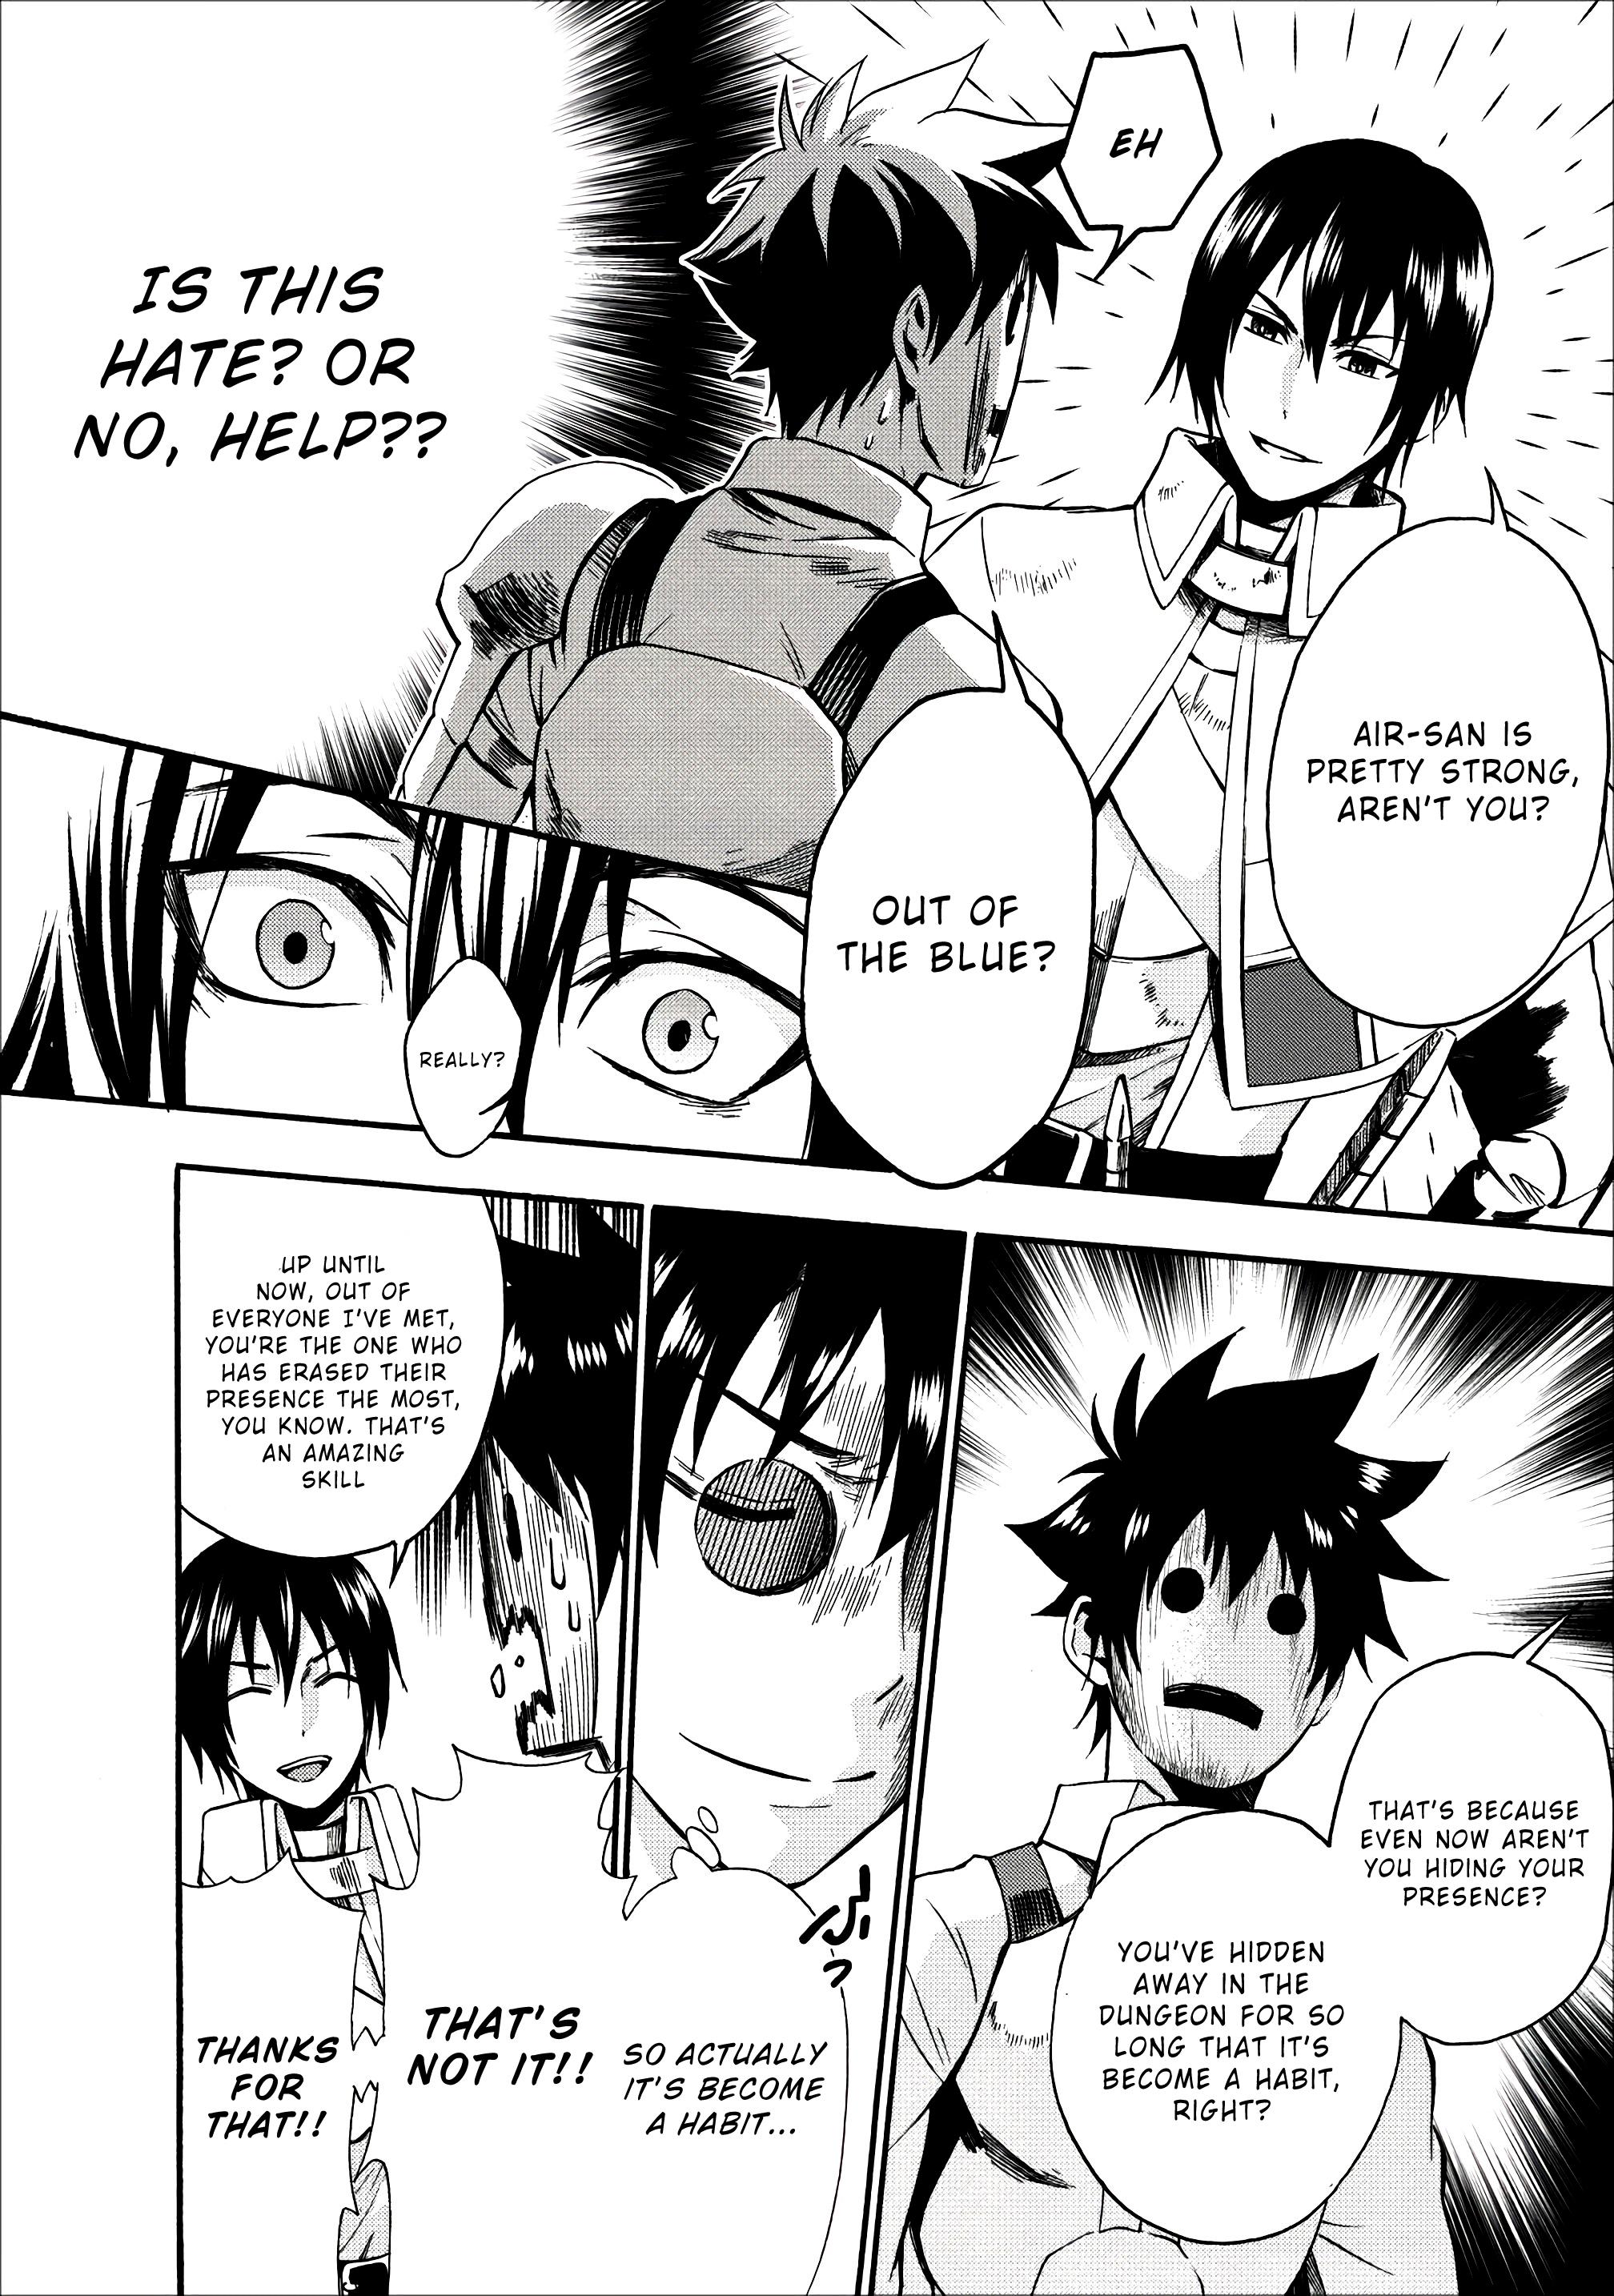 EH
AIR-SAN IS
PRETTY STRONG,
AREN'T YOU?
OUT OF
THE BLUE?
IS THIS
HATE? OR
NO, HELP??
REALLY?
THAT'S BECAUSE
EVEN NOW AREN'T
YOU HIDING YOUR
PRESENCE?
YOU'VE HIDDEN
AWAY IN THE
DUNGEON FOR SO
LONG THAT IT'S
BECOME A HABIT,
RIGHT?
ふっ
SO ACTUALLY
IT'S BECOME
A HABIT...
THAT'S
NOT IT!!
UP UNTIL
NOW, OUT OF
EVERYONE I'VE MET,
YOU'RE THE ONE WHO
HAS ERASED THEIR
PRESENCE THE MOST,
YOU KNOW. THAT'S
AN AMAZING
SKILL
THANKS
FOR
THAT!!